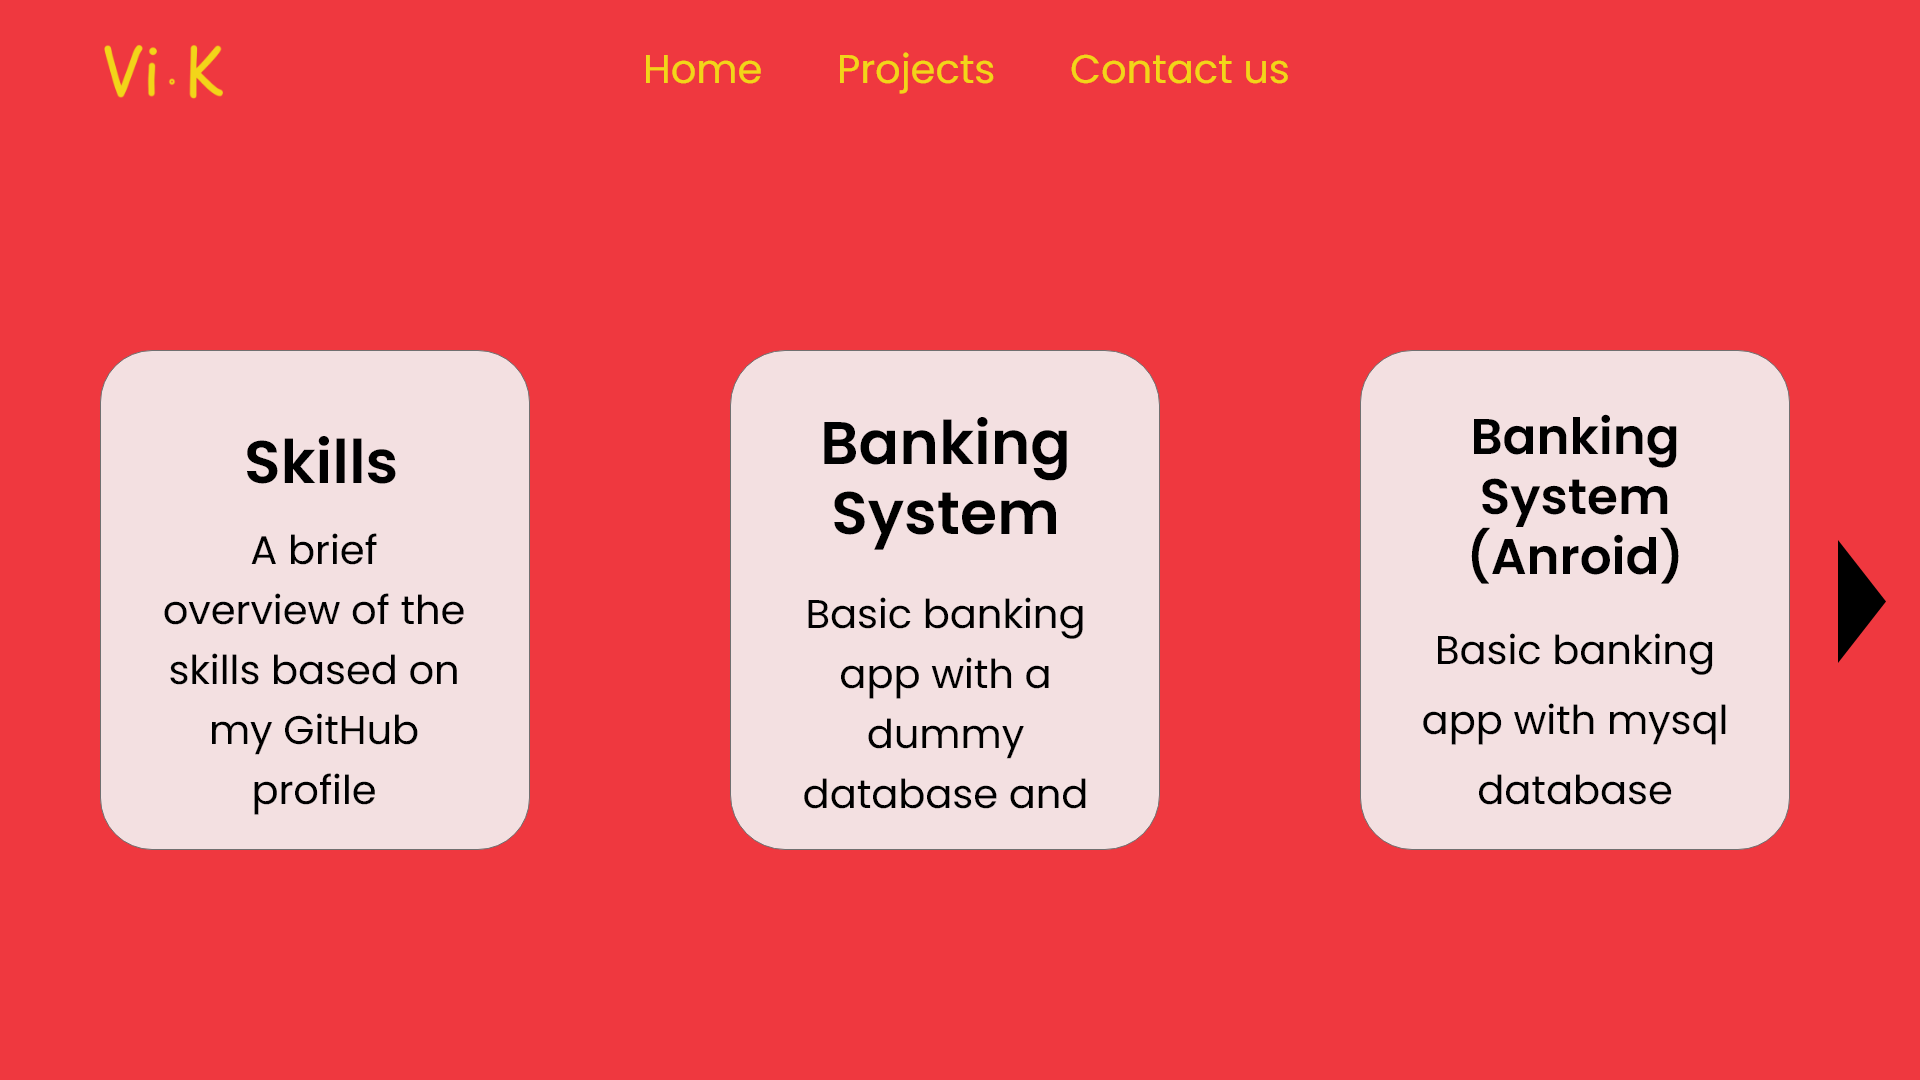 Vi.K
Home
Projects
Contact us
Skills
A brief
overview of the
skills based on
my GitHub
profile
Banking
System
Basic banking
app with a
dummy
database and
Banking
System
(Anroid)
Basic banking
app with mysql
database